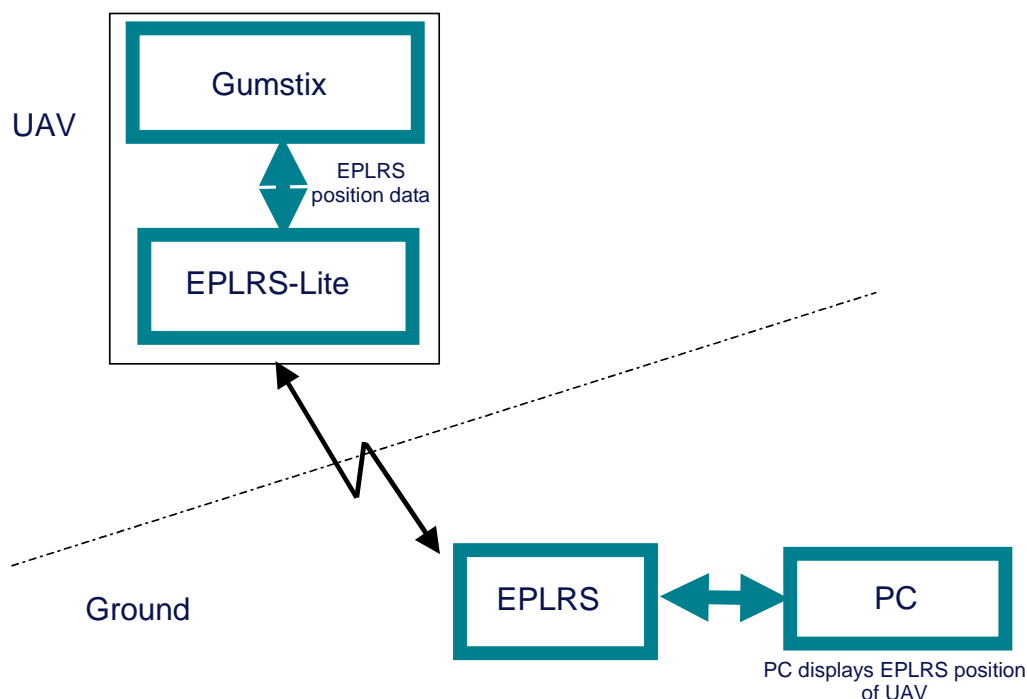 Gumstix
UAV
EPLRS
position data
EPLRS-Lite
Ground
EPLRS
PC
PC displays EPLRS position
of UAV